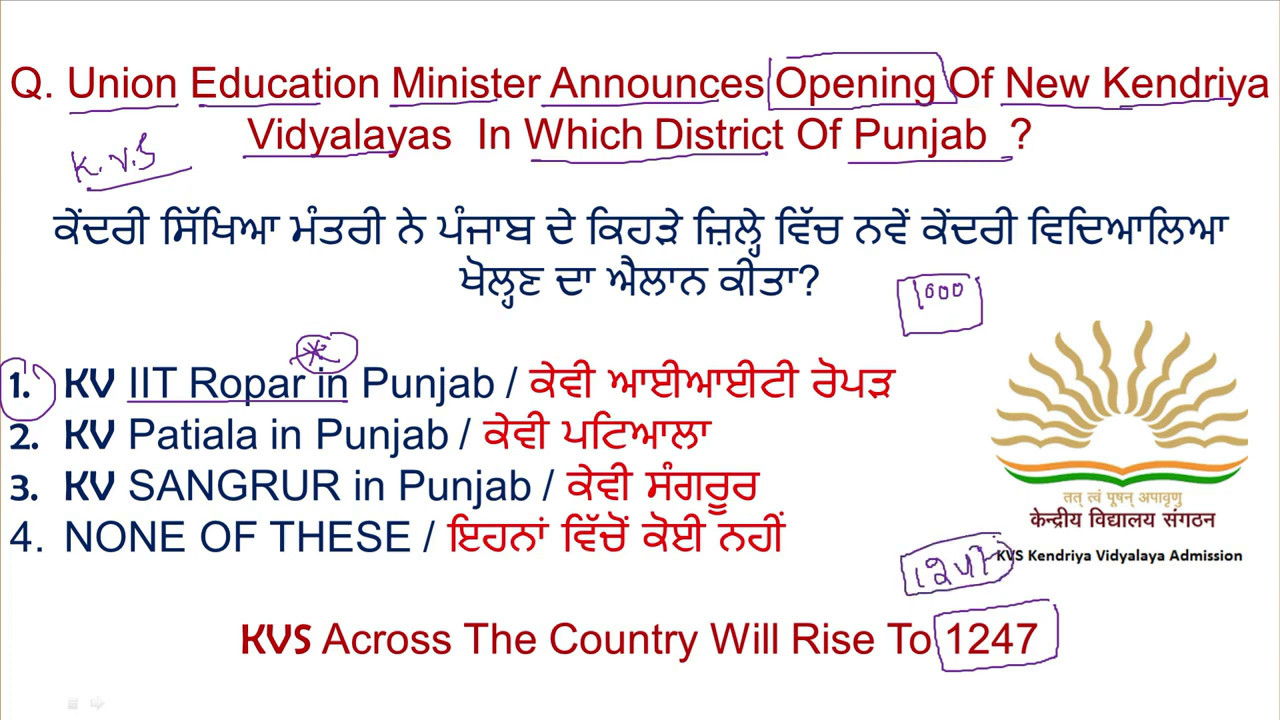 Q. Union Education Minister Announces Opening Of New Kendriya
Vidyalayas In Which District Of Punjab ?
K.V.S
ਕੇਂਦਰੀ ਸਿੱਖਿਆ ਮੰਤਰੀ ਨੇ ਪੰਜਾਬ ਦੇ ਕਿਹੜੇ ਜ਼ਿਲ੍ਹੇ ਵਿੱਚ ਨਵੇਂ ਕੇਂਦਰੀ ਵਿਦਿਆਲਿਆ
ਖੋਲ੍ਹਣ ਦਾ ਐਲਾਨ ਕੀਤਾ?
1. KV IIT Ropar in Punjab / ਕੇਵੀ ਆਈਆਈਟੀ ਰੋਪੜ
2. KV Patiala in Punjab / ਕੇਵੀ ਪਟਿਆਲਾ
3. KV SANGRUR in Punjab / ਕੇਵੀ ਸੰਗਰੂਰ
4. NONE OF THESE / ਇਹਨਾਂ ਵਿੱਚੋਂ ਕੋਈ ਨਹੀਂ
तत् त्वं पूषन् अपावृणु
केन्द्रीय विद्यालय संगठन
KVS Kendriya Vidyalaya Admission
KVS Across The Country Will Rise To 1247